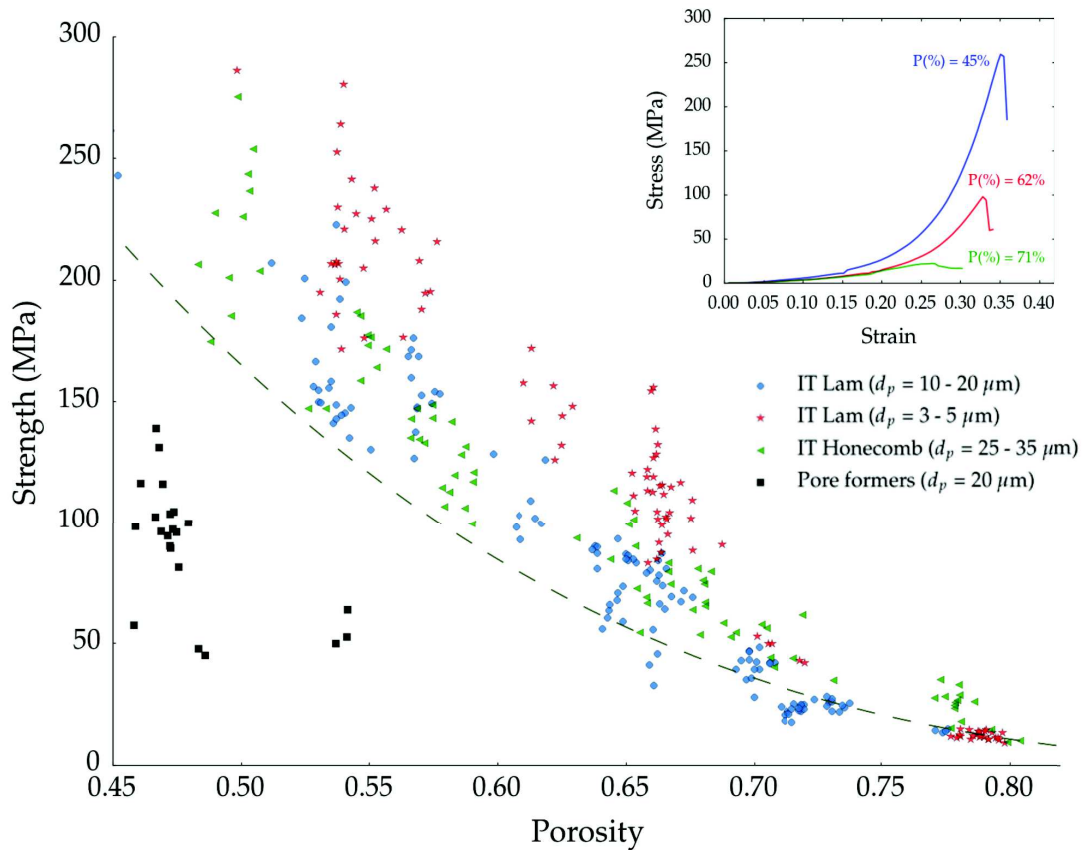 300
250
200
150
100
50
0
Strength (MPa)
0.45
0.50
0.55
0.60
0.65
0.70
0.75
0.80
Porosity
300
250
200
150
100
50
0
Stress (MPa)
0.00
0.05
0.10
0.15
0.20
0.25
0.30
0.35
0.40
Strain
P(%) = 45%
P(%) = 62%
P(%) = 71%
IT Lam (dp = 10 - 20 μm)
IT Lam (dp = 3 - 5 μm)
IT Honecomb (dp = 25 - 35 μm)
Pore formers (dp = 20 μm)